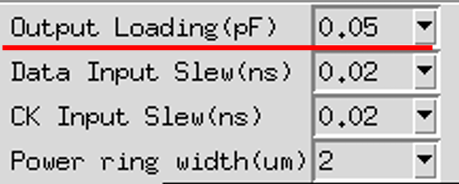 Output Loading(pF) 0.05
Data Input Slew(ns) 0.02
CK Input Slew(ns) 0.02
Power ring width(um) 2